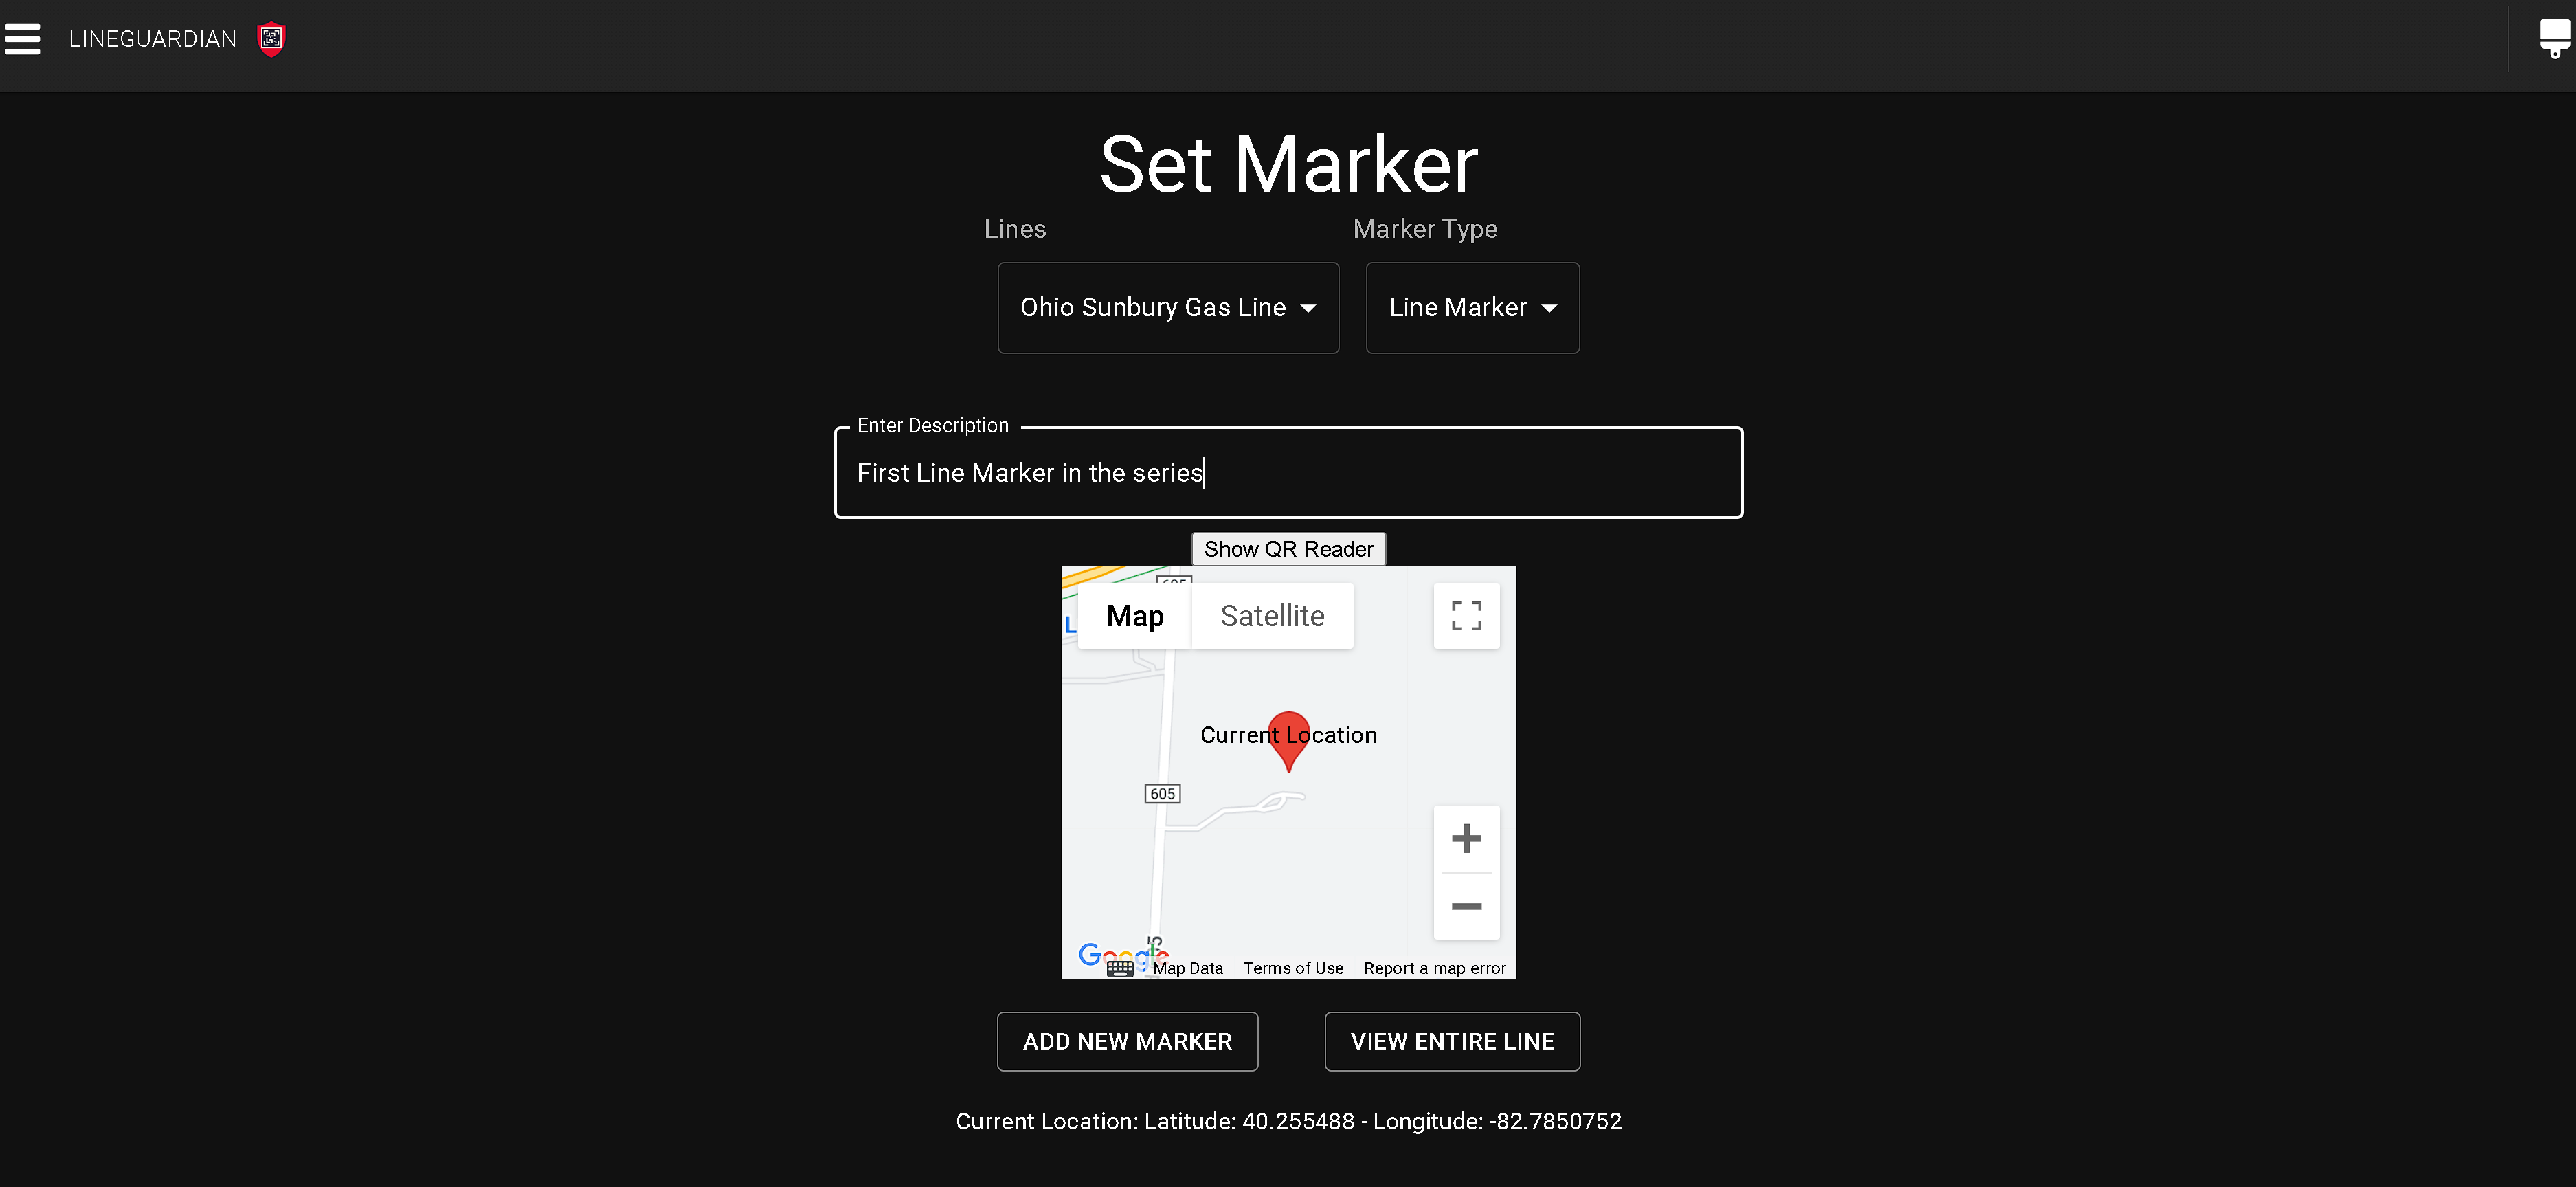 LINEGUARDIAN
Set Marker
Lines Marker Type
Ohio Sunbury Gas Line Line Marker
Enter Description
First Line Marker in the series
Show QR Reader
605
L Map Satellite
Current Location
605
Google
Map Data Terms of Use Report a map error
ADD NEW MARKER VIEW ENTIRE LINE
Current Location: Latitude: 40.255488 - Longitude: -82.7850752